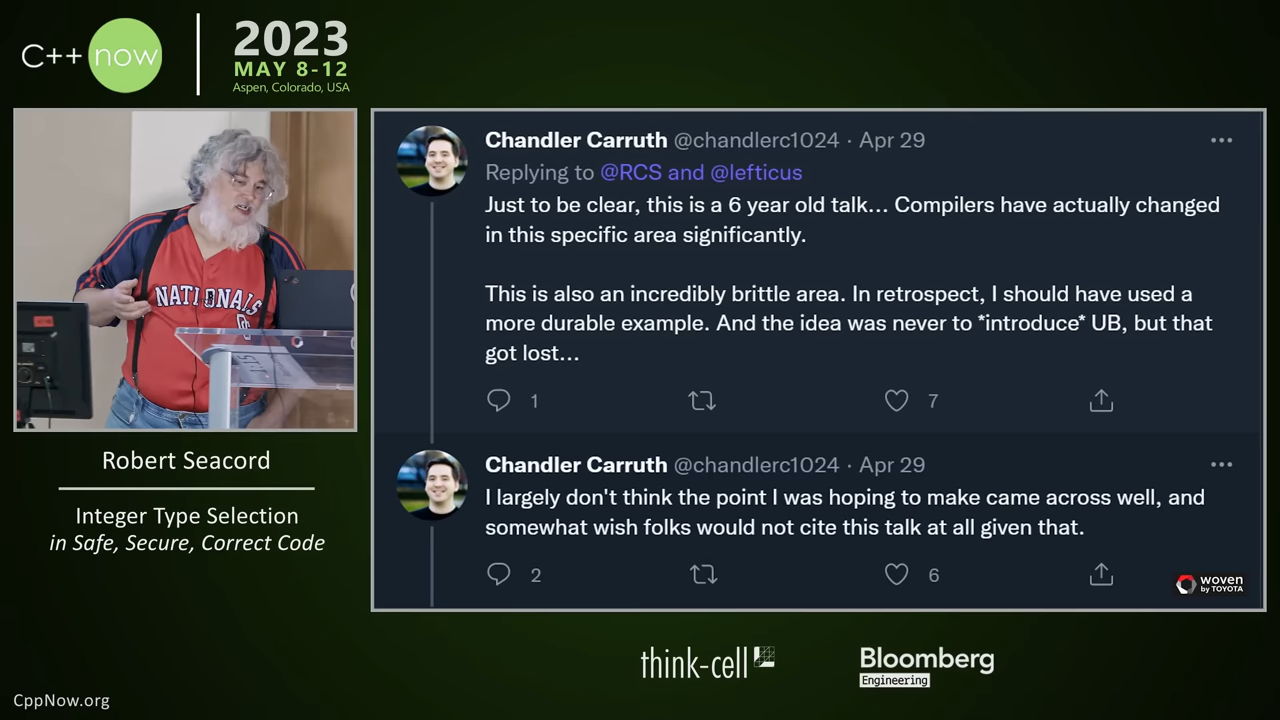 C++ now
2023
MAY 8-12
Aspen, Colorado, USA
NATIONALS
Robert Seacord
Integer Type Selection
in Safe, Secure, Correct Code
Chandler Carruth @chandlerc1024 · Apr 29
Replying to @RCS and @lefticus
Just to be clear, this is a 6 year old talk... Compilers have actually changed
in this specific area significantly.
This is also an incredibly brittle area. In retrospect, I should have used a
more durable example. And the idea was never to *introduce* UB, but that
got lost...
1
7
Chandler Carruth @chandlerc1024 · Apr 29
I largely don't think the point I was hoping to make came across well, and
somewhat wish folks would not cite this talk at all given that.
2
6
woven
by TOYOTA
think-cell
Bloomberg
Engineering
CppNow.org